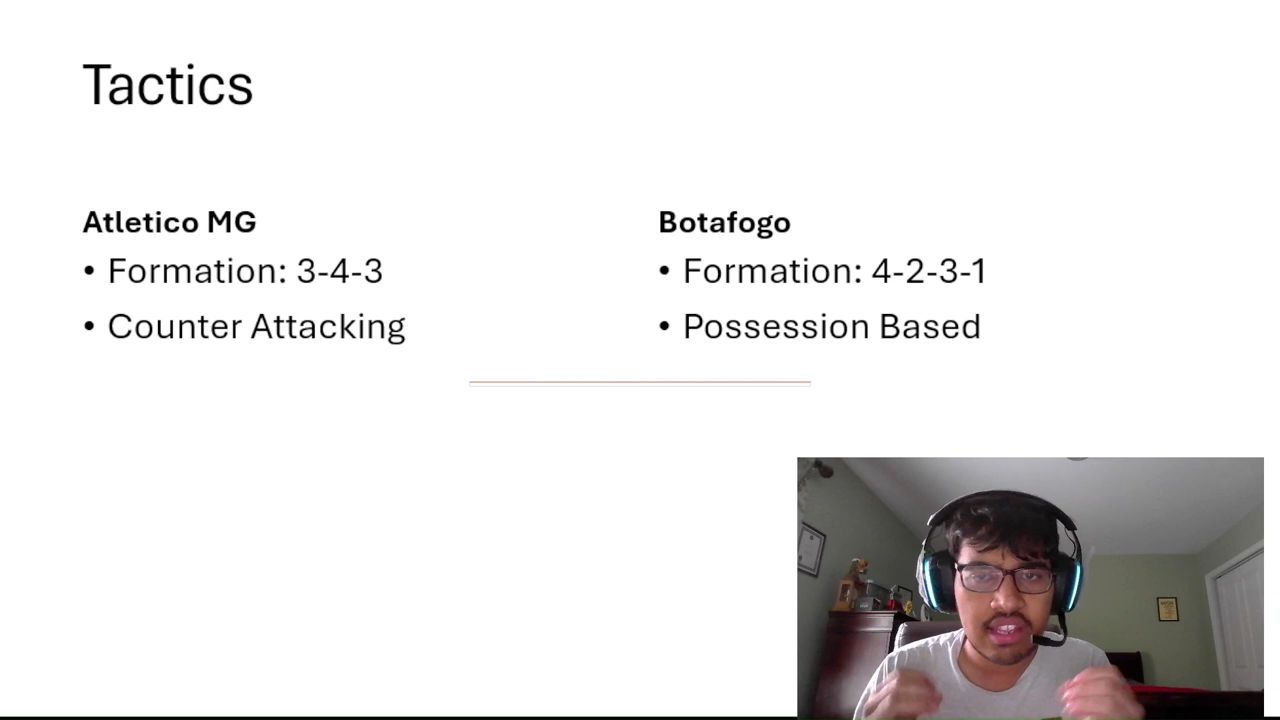 Tactics
Atletico MG
• Formation: 3-4-3
• Counter Attacking
Botafogo
• Formation: 4-2-3-1
• Possession Based